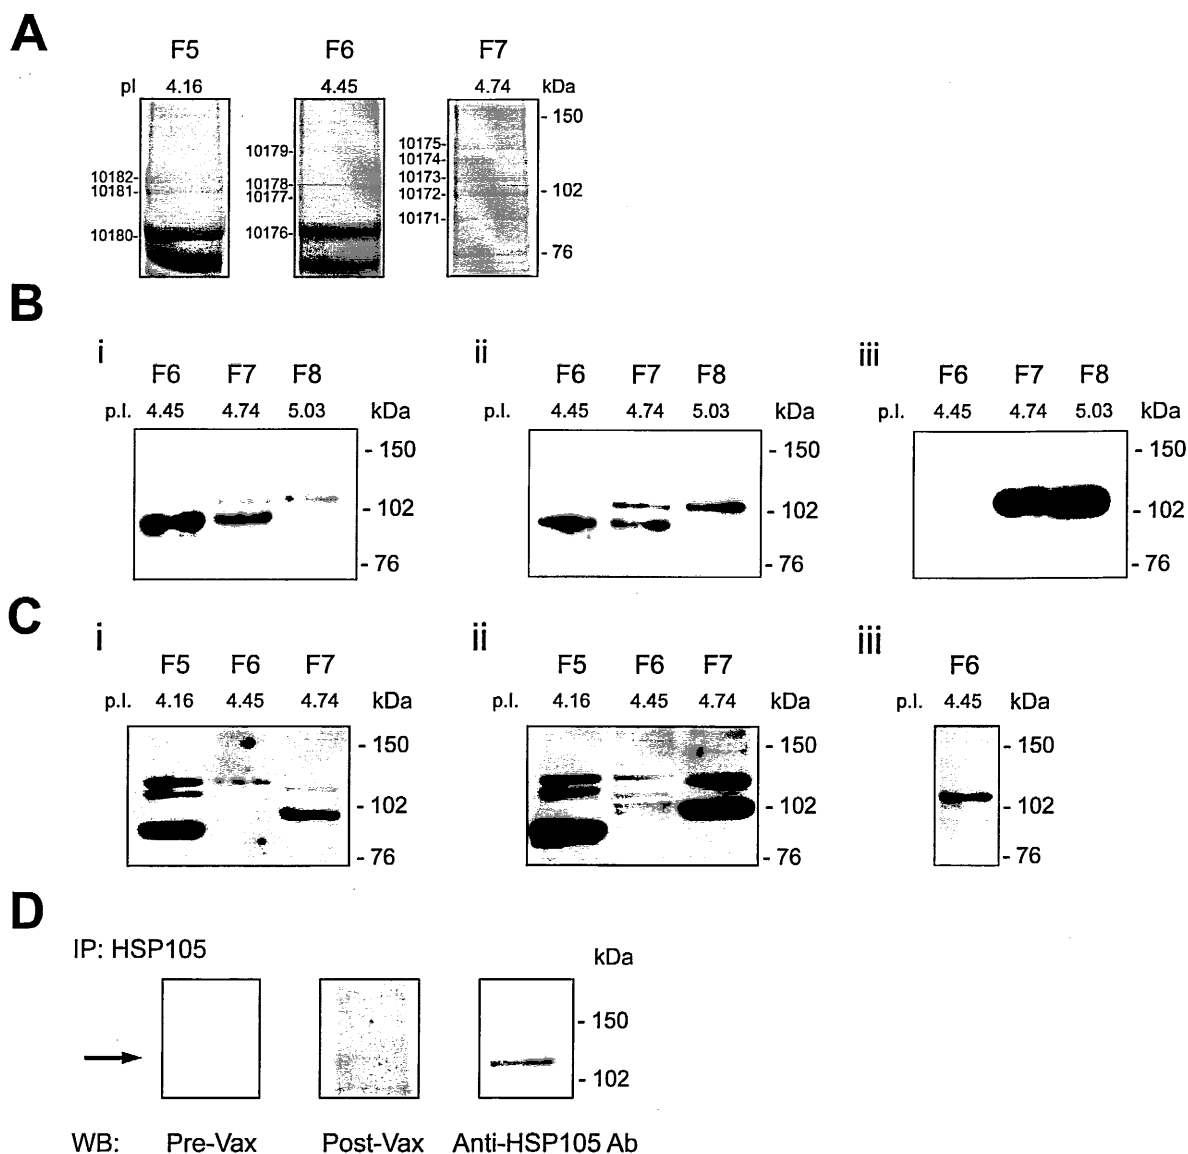 A
F5 F6 F7
pI 4.16 4.45 4.74 kDa
- 150
10175-
10179- 10174-
10182- 10178- 10173-
10181- 10177- 10172- - 102
10180- 10176- 10171-
- 76
B
i ii iii
F6 F7 F8 F6 F7 F8 F6 F7 F8
p.I. 4.45 4.74 5.03 kDa p.I. 4.45 4.74 5.03 kDa p.I. 4.45 4.74 5.03 kDa
- 150 - 150 - 150
- 102 - 102 - 102
- 76 - 76 - 76
C
i ii iii
F5 F6 F7 F5 F6 F7 F6
p.I. 4.16 4.45 4.74 kDa p.I. 4.16 4.45 4.74 kDa p.I. 4.45 kDa
- 150 - 150 - 150
- 102 - 102 - 102
- 76 - 76 - 76
D
IP: HSP105 kDa
- 150
- 102
WB: Pre-Vax Post-Vax Anti-HSP105 Ab